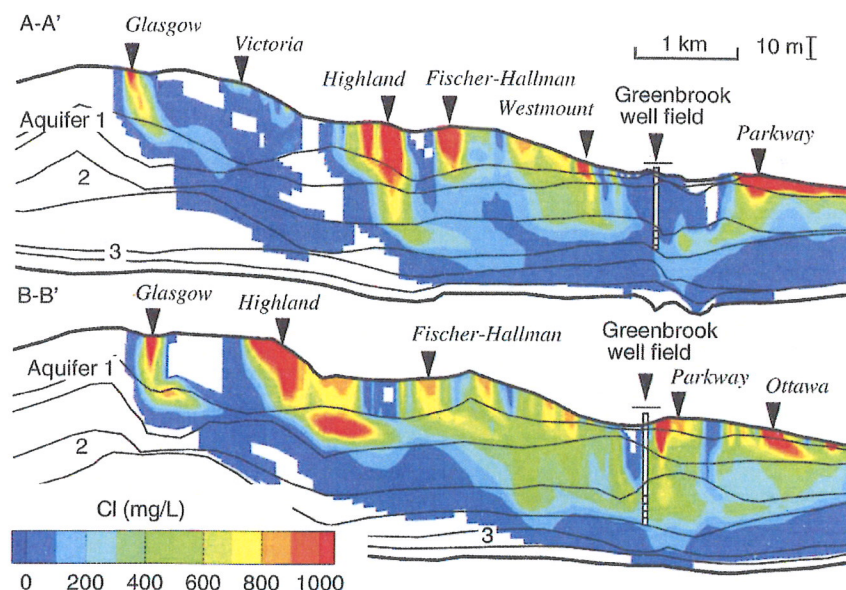 A-A’
Glasgow
Victoria
Highland
Fischer-Hallman
Westmount
1 km
10 m
Greenbrook
well field
Parkway
Aquifer 1
2
3
B-B’
Glasgow
Highland
Fischer-Hallman
Greenbrook
well field
Parkway
Ottawa
Aquifer 1
2
3
Cl (mg/L)
0 200 400 600 800 1000